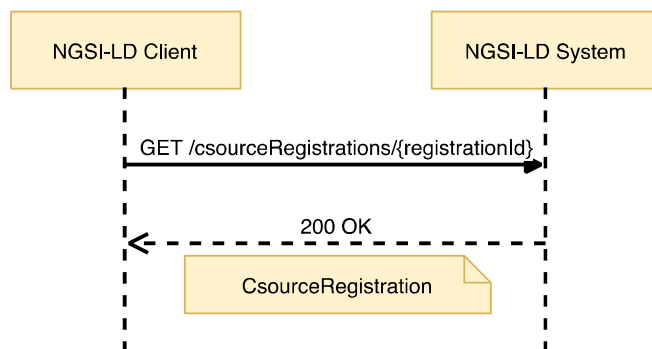 NGSI-LD Client
NGSI-LD System
GET /csourceRegistrations/{registrationId}
200 OK
CsourceRegistration